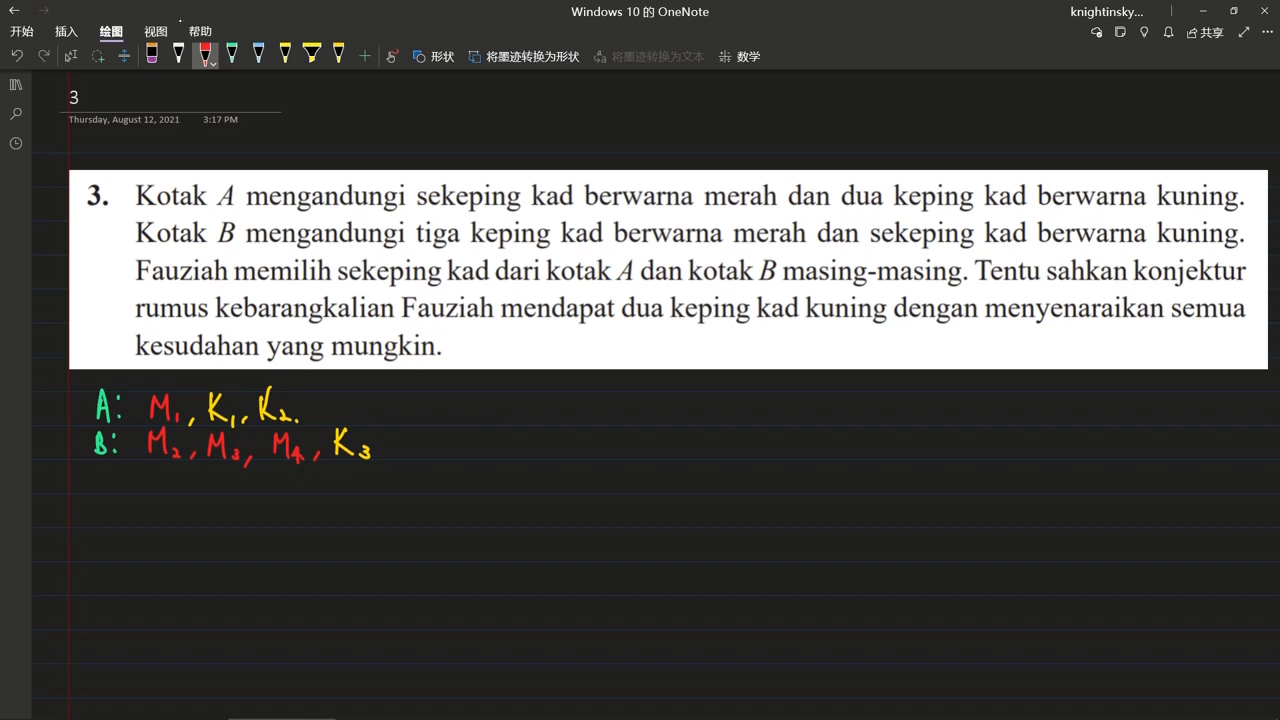 Windows 10 的 OneNote
knightinsky...
开始 插入 绘图 视图 帮助
共享
形状 将墨迹转换为形状 将墨迹转换为文本 数学
3
Thursday, August 12, 2021 3:17 PM
3. Kotak A mengandungi sekeping kad berwarna merah dan dua keping kad berwarna kuning.
Kotak B mengandungi tiga keping kad berwarna merah dan sekeping kad berwarna kuning.
Fauziah memilih sekeping kad dari kotak A dan kotak B masing-masing. Tentu sahkan konjektur
rumus kebarangkalian Fauziah mendapat dua keping kad kuning dengan menyenaraikan semua
kesudahan yang mungkin.
A: M₁, K₁, K₂.
B: M₂, M₃, M₄, K₃